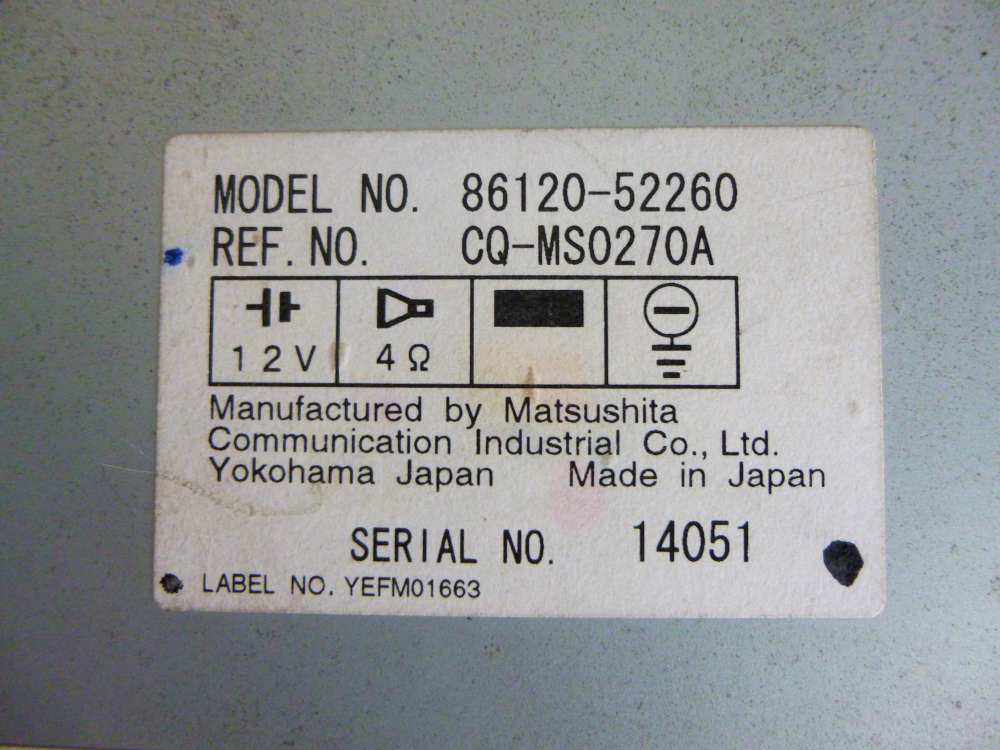 MODEL NO. 86120-52260
REF. NO. CQ-MS0270A
12V 4Ω
Manufactured by Matsushita
Communication Industrial Co., Ltd.
Yokohama Japan Made in Japan
SERIAL NO. 14051
LABEL NO. YEFM01663